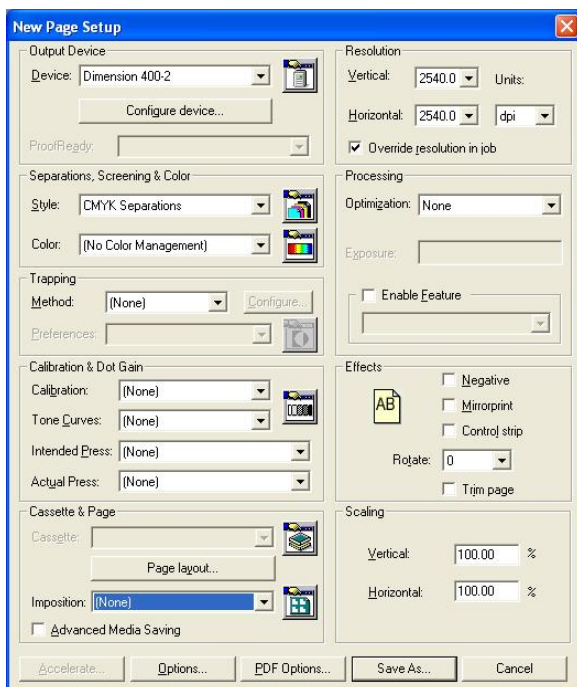 New Page Setup
Output Device
Device: Dimension 400-2
Configure device...
ProofReady:
Separations, Screening & Color
Style: CMYK Separations
Color: (No Color Management)
Trapping
Method: (None) Configure...
Preferences:
Calibration & Dot Gain
Calibration: (None)
Tone Curves: (None)
Intended Press: (None)
Actual Press: (None)
Cassette & Page
Cassette:
Page layout...
Imposition: (None)
Advanced Media Saving
Resolution
Vertical: 2540.0 Units:
Horizontal: 2540.0 dpi
Override resolution in job
Processing
Optimization: None
Exposure:
Enable Feature
Effects
AB
Negative
Mirrorprint
Control strip
Rotate: 0
Trim page
Scaling
Vertical: 100.00 %
Horizontal: 100.00 %
Accelerate... Options... PDF Options... Save As... Cancel